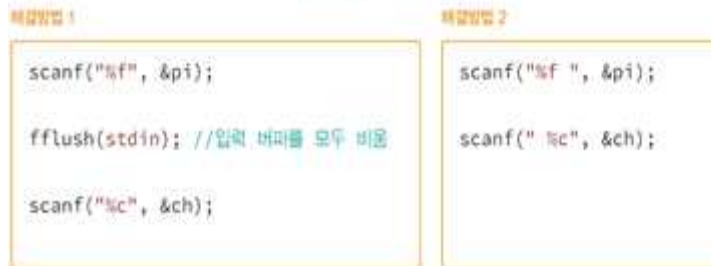 해결방법 1
scanf("%f", &pi);
fflush(stdin); //입력 버퍼를 모두 비움
scanf("%c", &ch);
해결방법 2
scanf("%f ", &pi);
scanf(" %c", &ch);